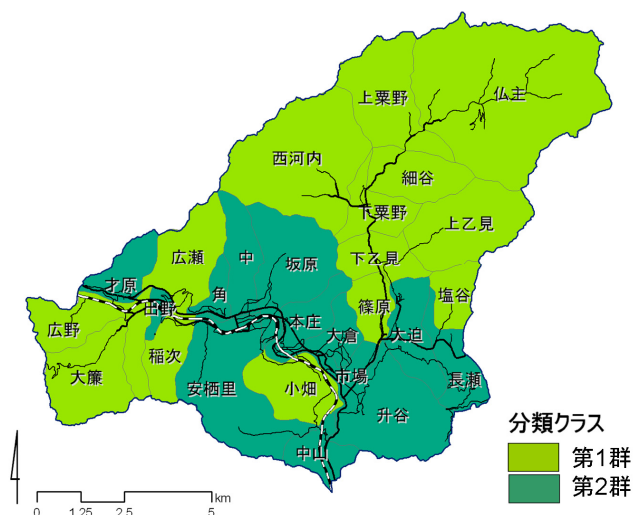 上粟野
仏主
西河内
細谷
下粟野
上乙見
広瀬
中
坂原
下乙見
才原
角
篠原
塩谷
田野
本庄
広野
大倉
大迫
稲次
大簾
安栖里
小畑
市場
長瀬
升谷
中山
分類クラス
第1群
第2群
km
0 1.25 2.5 5